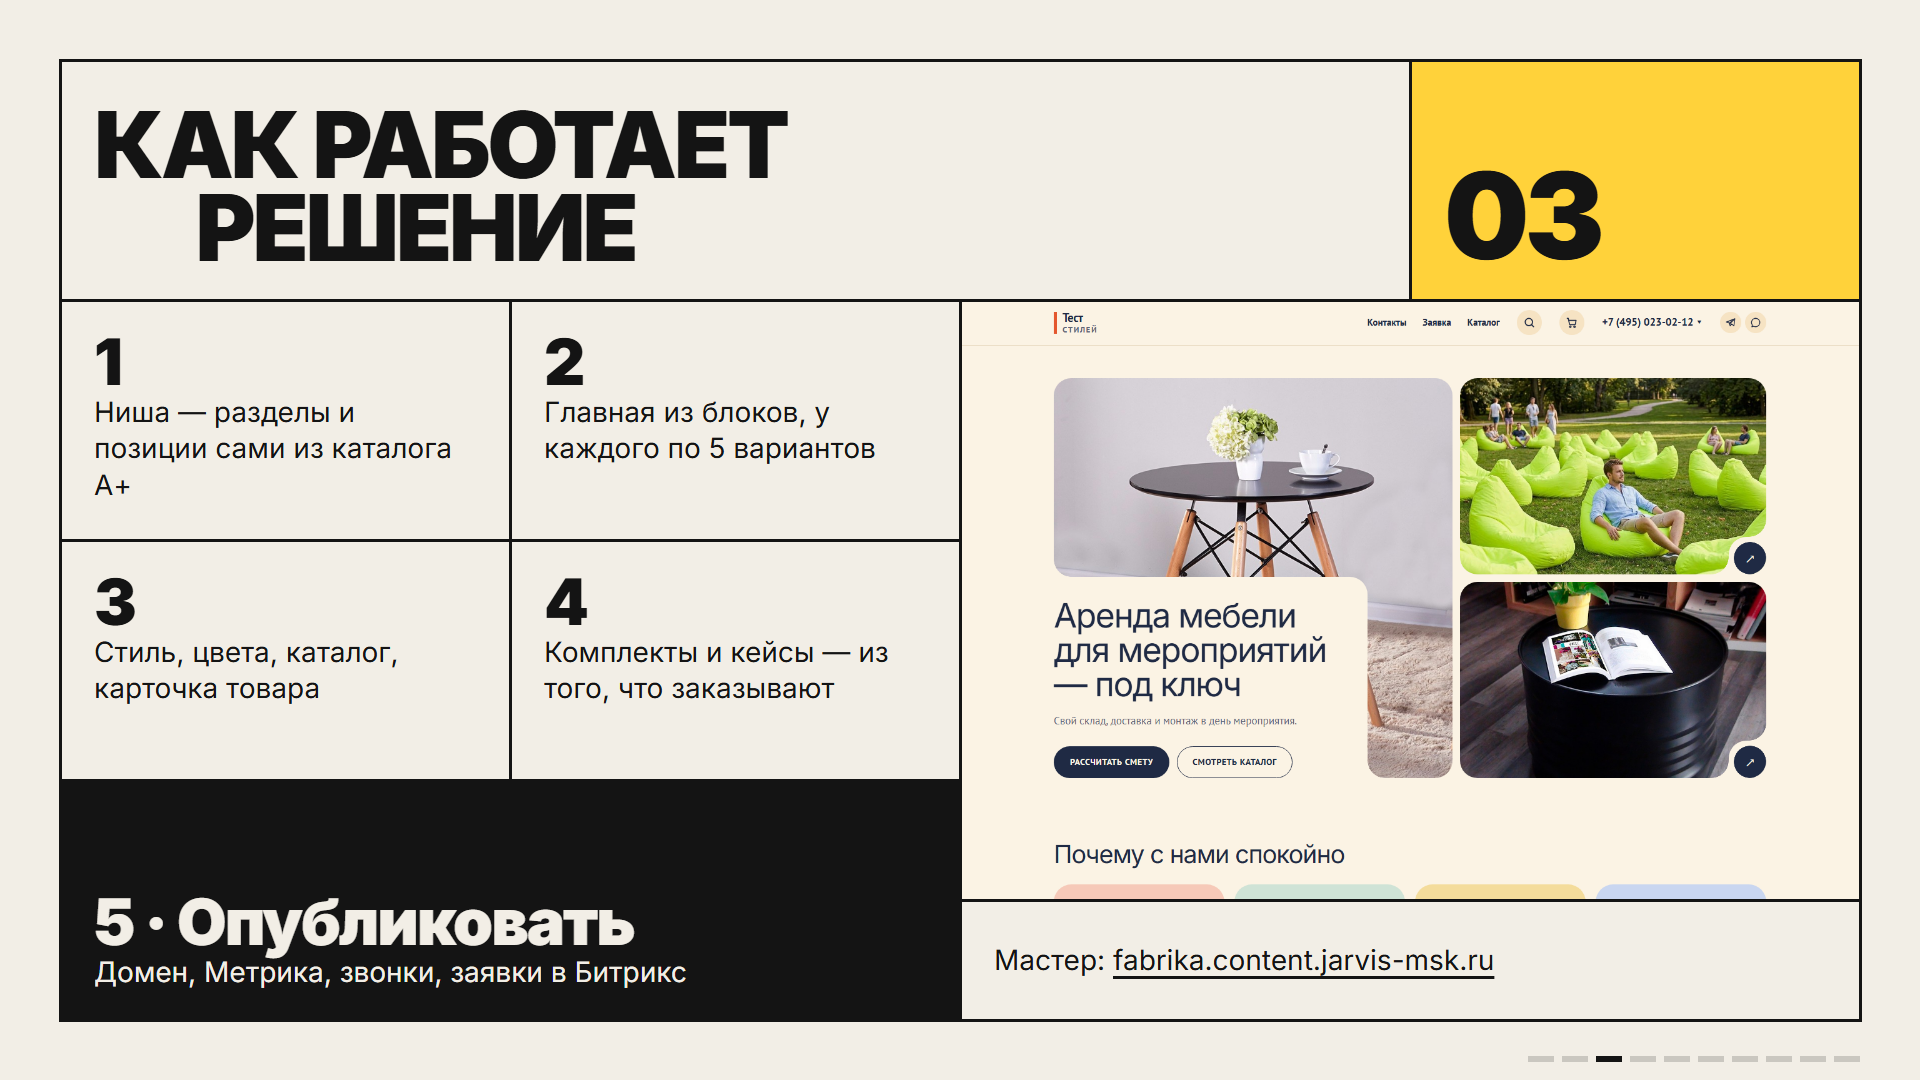 КАК РАБОТАЕТ
РЕШЕНИЕ
03
1
Ниша — разделы и
позиции сами из каталога
А+
2
Главная из блоков, у
каждого по 5 вариантов
3
Стиль, цвета, каталог,
карточка товара
4
Комплекты и кейсы — из
того, что заказывают
5 · Опубликовать
Домен, Метрика, звонки, заявки в Битрикс
Тест
СТИЛЕЙ
Контакты Заявка Каталог +7 (495) 023-02-12
Аренда мебели
для мероприятий
— под ключ
Свой склад, доставка и монтаж в день мероприятия.
РАССЧИТАТЬ СМЕТУ СМОТРЕТЬ КАТАЛОГ
Почему с нами спокойно
Мастер: fabrika.content.jarvis-msk.ru